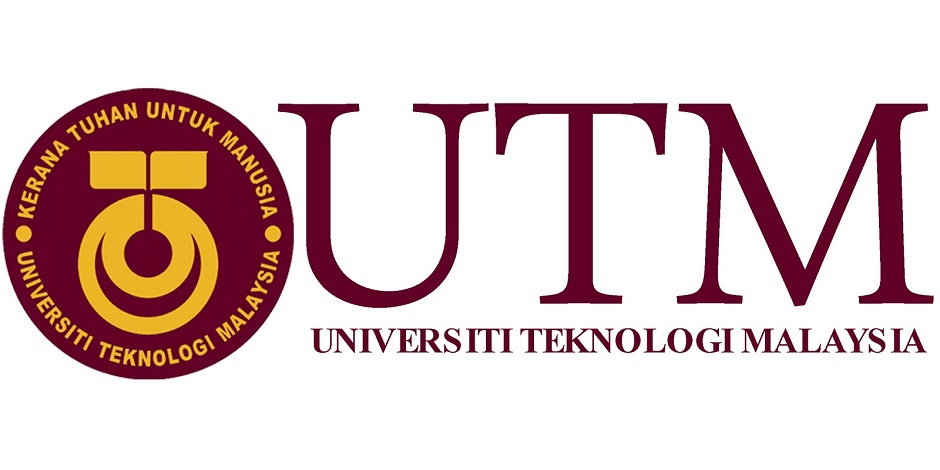 KERANA TUHAN UNTUK MANUSIA
UNIVERSITI TEKNOLOGI MALAYSIA
UTM
UNIVERSITI TEKNOLOGI MALAYSIA